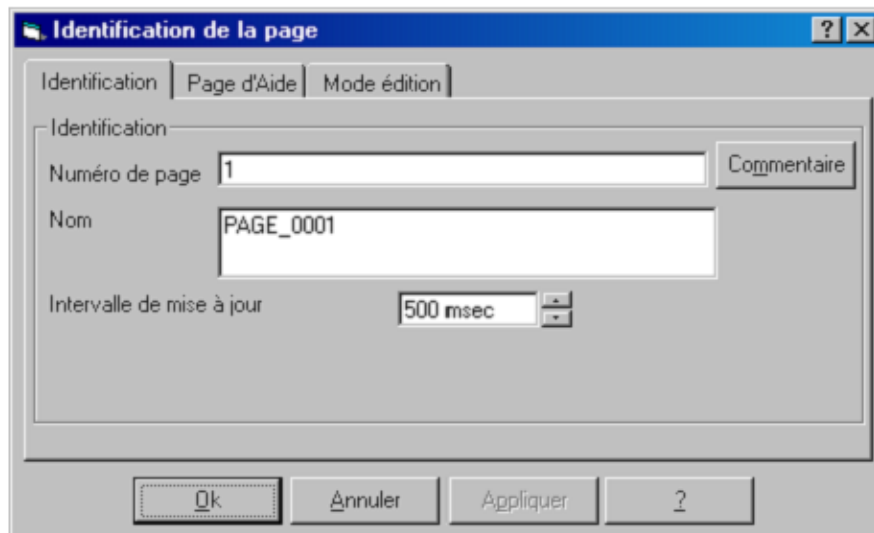 Identification de la page
Identification Page d'Aide Mode édition
Identification
Numéro de page 1 Commentaire
Nom PAGE_0001
Intervalle de mise à jour 500 msec
Ok Annuler Appliquer ?